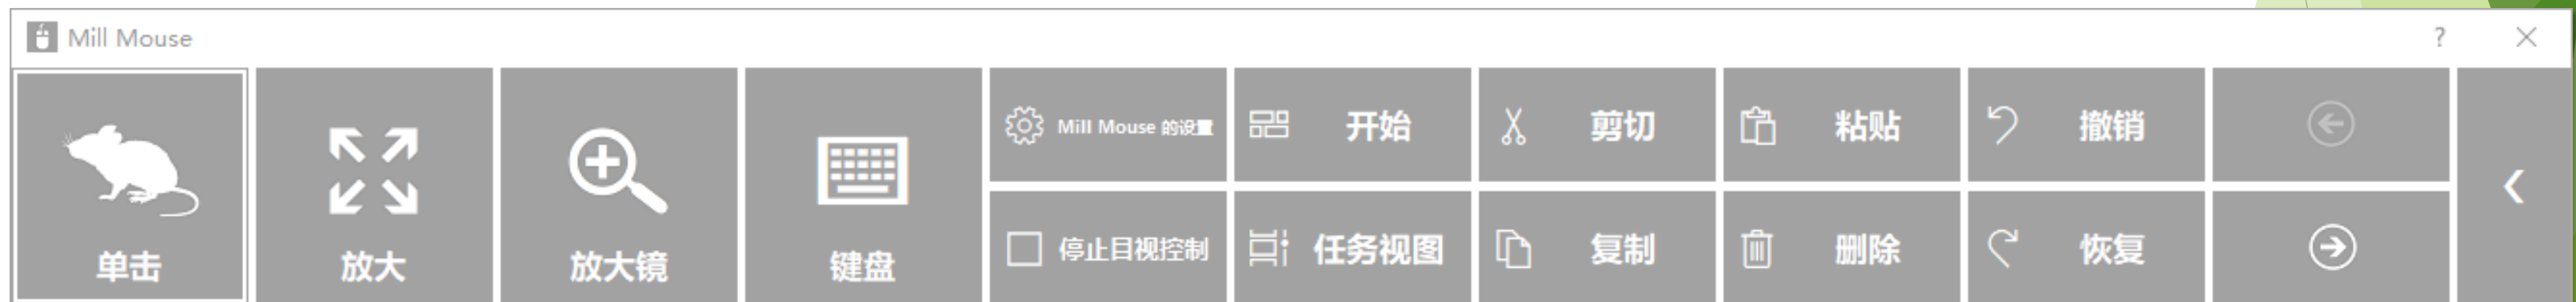 Mill Mouse
?
单击
放大
放大镜
键盘
Mill Mouse 的设置
开始
剪切
粘贴
撤销
停止目视控制
任务视图
复制
删除
恢复